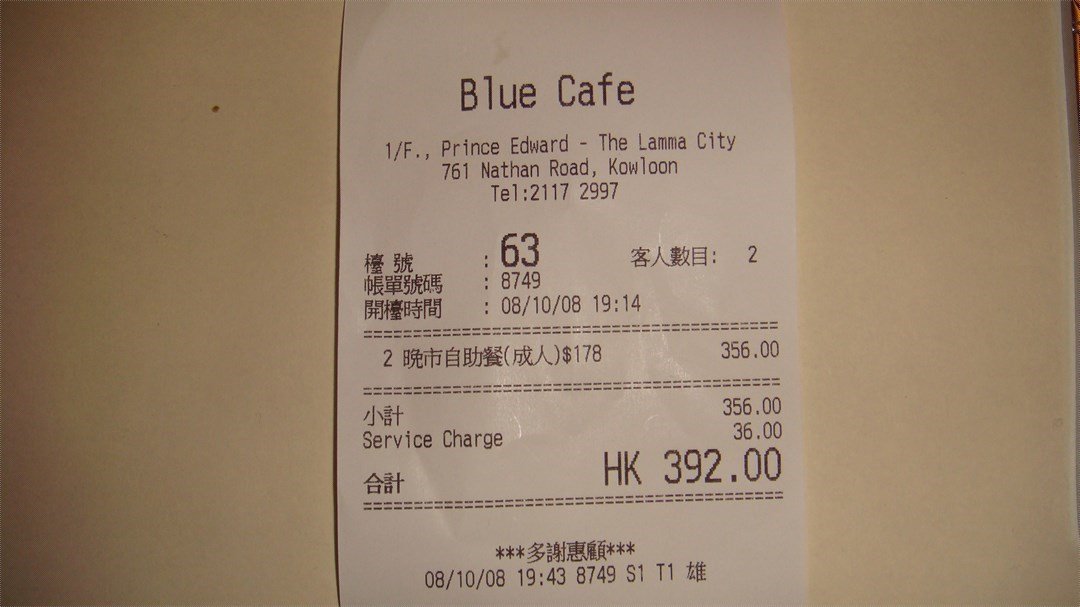 Blue Cafe
1/F., Prince Edward - The Lamma City
761 Nathan Road, Kowloon
Tel:2117 2997
檯 號 : 63 客人數目: 2
帳單號碼 : 8749
開檯時間 : 08/10/08 19:14
2 晚市自助餐(成人)$178 356.00
小計 356.00
Service Charge 36.00
合計 HK 392.00
***多謝惠顧***
08/10/08 19:43 8749 S1 T1 雄